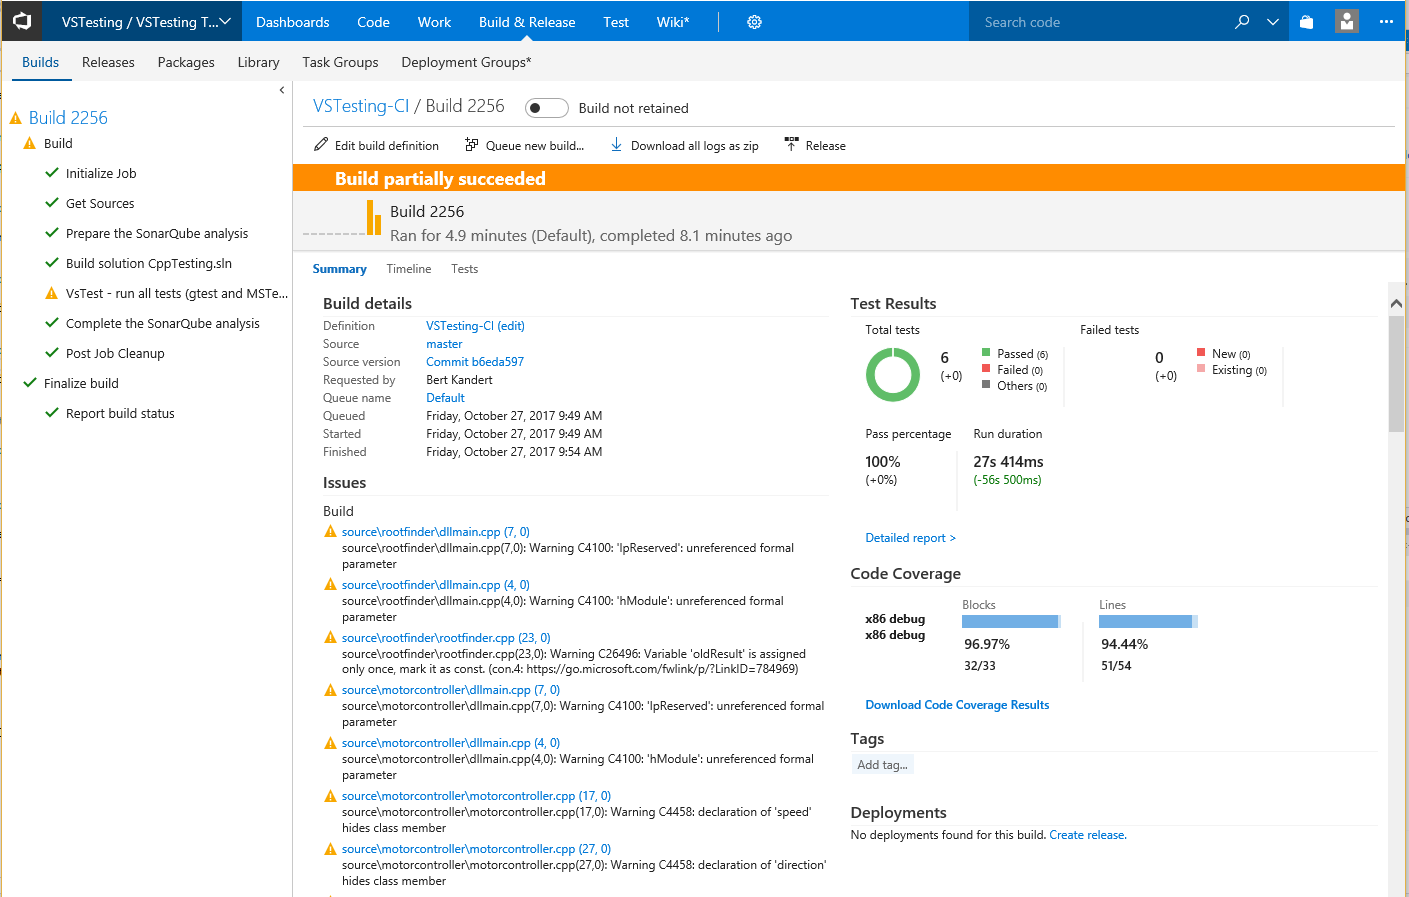 VSTesting / VSTesting T...
Dashboards
Code
Work
Build & Release
Test
Wiki*
Search code
Builds
Releases
Packages
Library
Task Groups
Deployment Groups*
Build 2256
Build
Initialize Job
Get Sources
Prepare the SonarQube analysis
Build solution CppTesting.sln
VsTest - run all tests (gtest and MSTe...
Complete the SonarQube analysis
Post Job Cleanup
Finalize build
Report build status
VSTesting-CI / Build 2256
Build not retained
Edit build definition
Queue new build...
Download all logs as zip
Release
Build partially succeeded
Build 2256
Ran for 4.9 minutes (Default), completed 8.1 minutes ago
Summary
Timeline
Tests
Build details
Definition VSTesting-CI (edit)
Source master
Source version Commit b6eda597
Requested by Bert Kandert
Queue name Default
Queued Friday, October 27, 2017 9:49 AM
Started Friday, October 27, 2017 9:49 AM
Finished Friday, October 27, 2017 9:54 AM
Issues
Build
source\rootfinder\dllmain.cpp (7, 0)
source\rootfinder\dllmain.cpp(7,0): Warning C4100: 'lpReserved': unreferenced formal
parameter
source\rootfinder\dllmain.cpp (4, 0)
source\rootfinder\dllmain.cpp(4,0): Warning C4100: 'hModule': unreferenced formal
parameter
source\rootfinder\rootfinder.cpp (23, 0)
source\rootfinder\rootfinder.cpp(23,0): Warning C26496: Variable 'oldResult' is assigned
only once, mark it as const. (con.4: https://go.microsoft.com/fwlink/p/?LinkID=784969)
source\motorcontroller\dllmain.cpp (7, 0)
source\motorcontroller\dllmain.cpp(7,0): Warning C4100: 'lpReserved': unreferenced formal
parameter
source\motorcontroller\dllmain.cpp (4, 0)
source\motorcontroller\dllmain.cpp(4,0): Warning C4100: 'hModule': unreferenced formal
parameter
source\motorcontroller\motorcontroller.cpp (17, 0)
source\motorcontroller\motorcontroller.cpp(17,0): Warning C4458: declaration of 'speed'
hides class member
source\motorcontroller\motorcontroller.cpp (27, 0)
source\motorcontroller\motorcontroller.cpp(27,0): Warning C4458: declaration of 'direction'
hides class member
Test Results
Total tests
6
(+0)
Passed (6)
Failed (0)
Others (0)
Failed tests
0
(+0)
New (0)
Existing (0)
Pass percentage
100%
(+0%)
Run duration
27s 414ms
(-56s 500ms)
Detailed report >
Code Coverage
x86 debug
x86 debug
Blocks
96.97%
32/33
Lines
94.44%
51/54
Download Code Coverage Results
Tags
Add tag...
Deployments
No deployments found for this build. Create release.